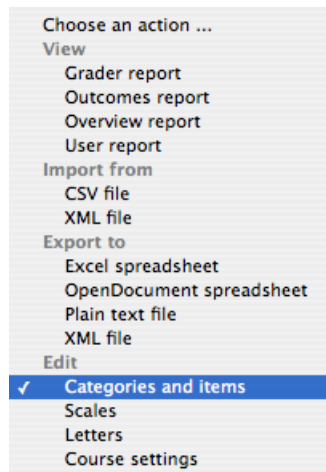 Choose an action ...
View
Grader report
Outcomes report
Overview report
User report
Import from
CSV file
XML file
Export to
Excel spreadsheet
OpenDocument spreadsheet
Plain text file
XML file
Edit
✓ Categories and items
Scales
Letters
Course settings